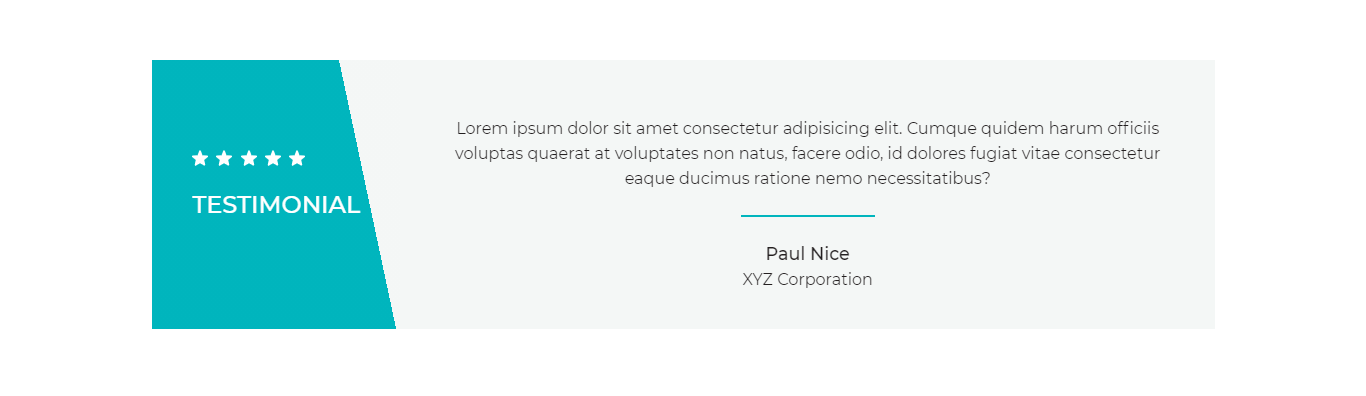 TESTIMONIAL
Lorem ipsum dolor sit amet consectetur adipisicing elit. Cumque quidem harum officiis
voluptas quaerat at voluptates non natus, facere odio, id dolores fugiat vitae consectetur
eaque ducimus ratione nemo necessitatibus?
Paul Nice
XYZ Corporation